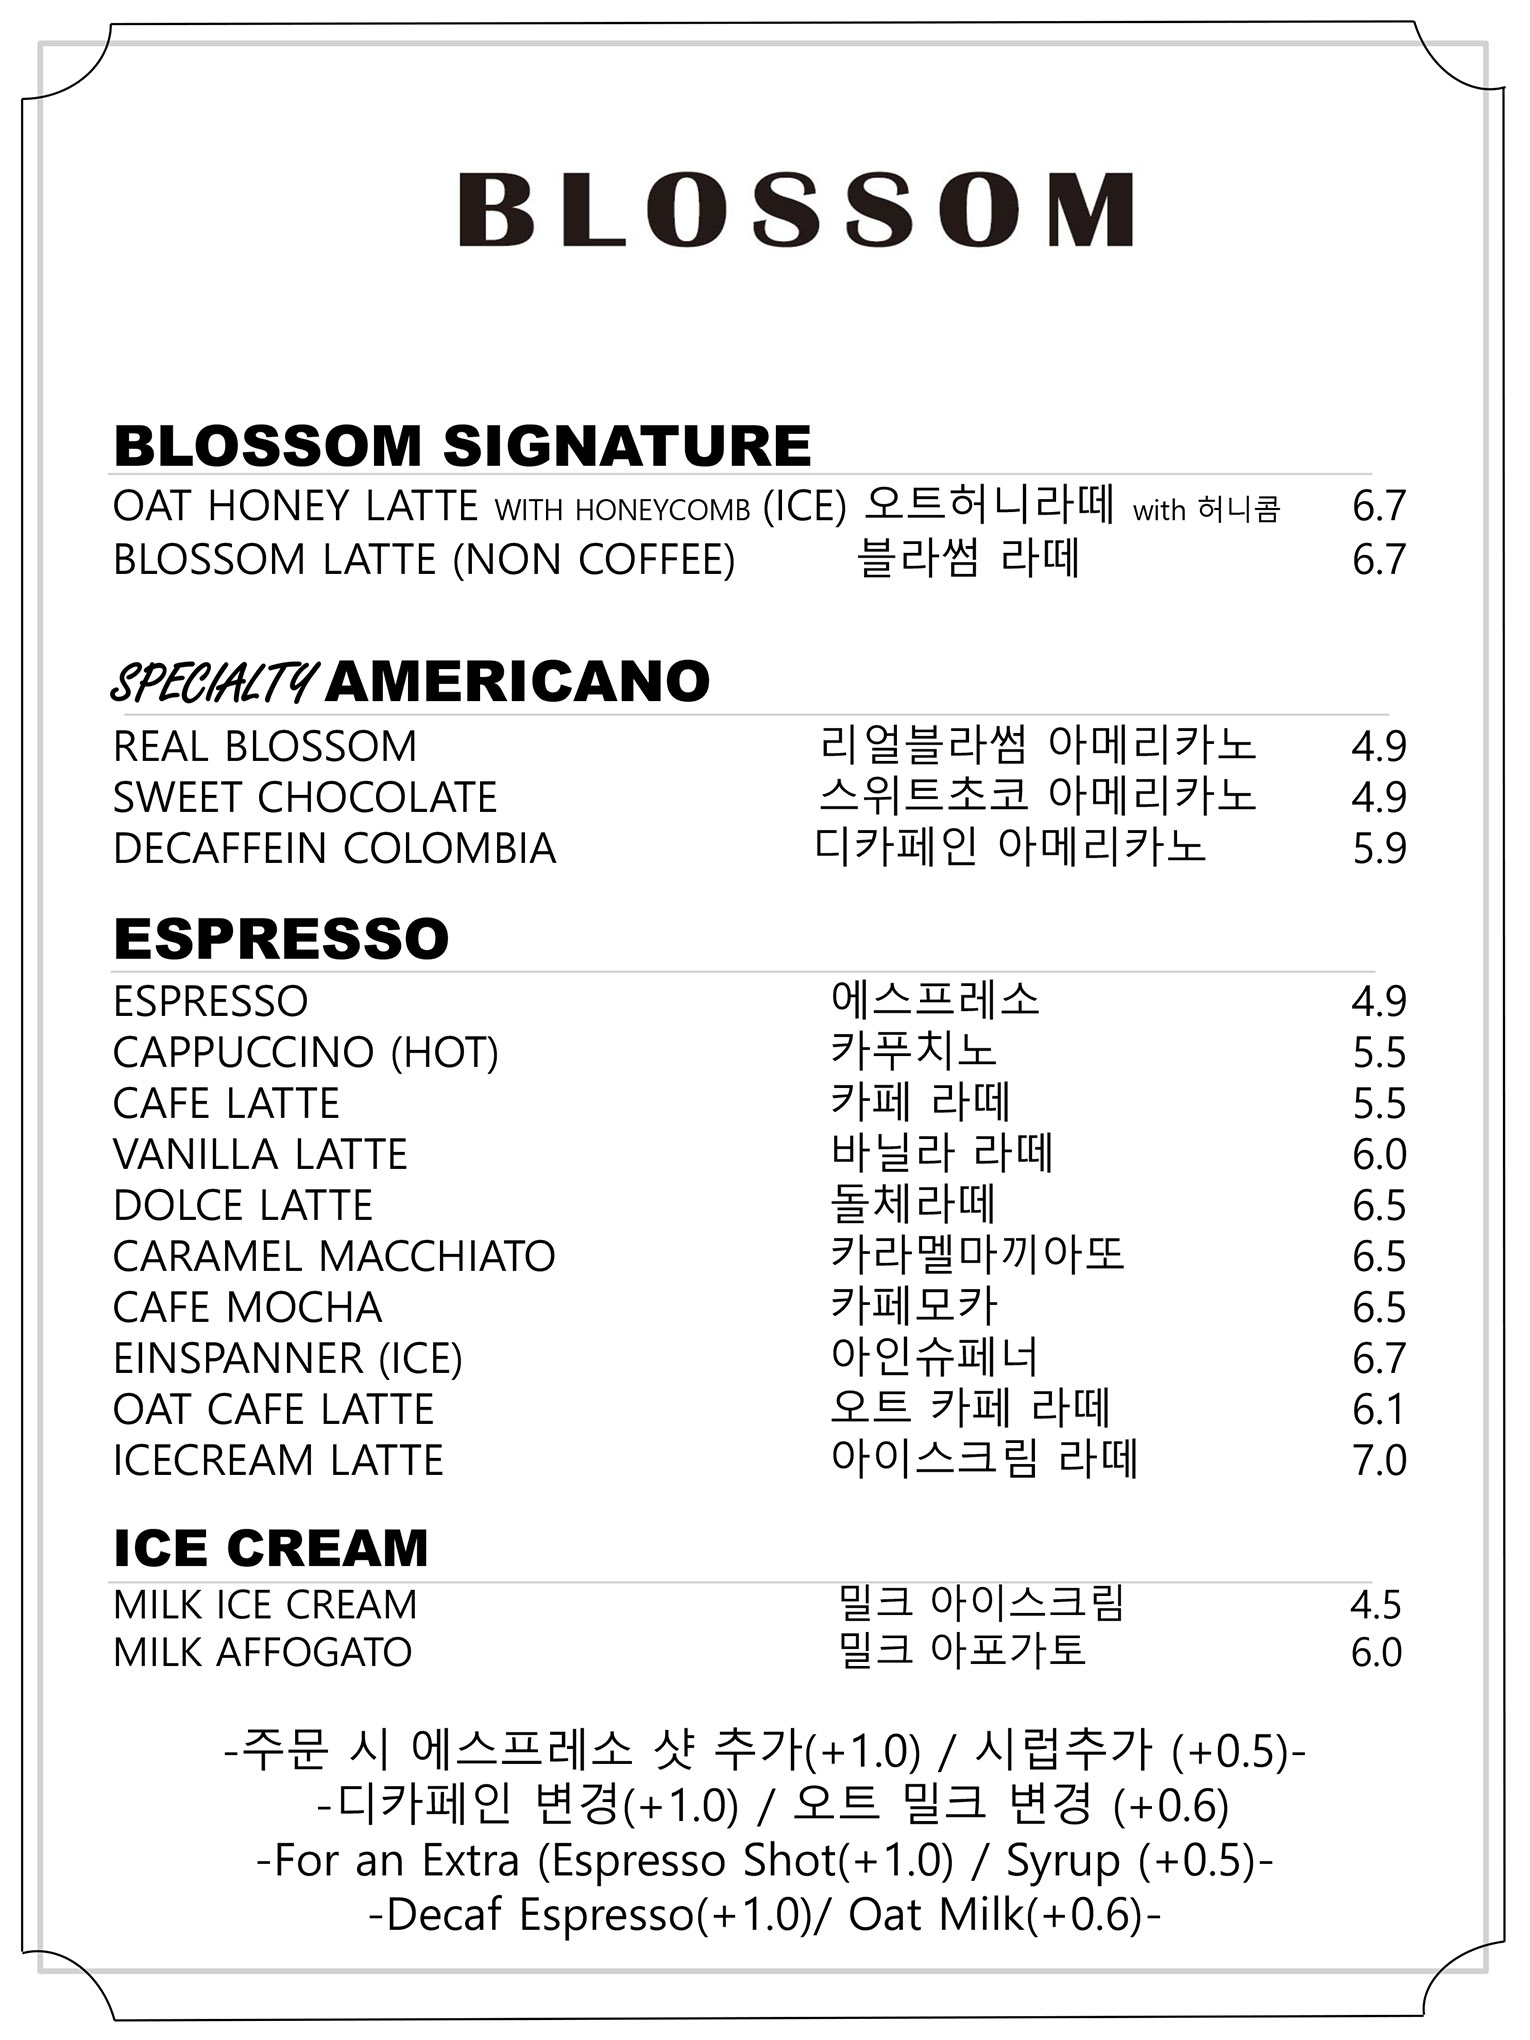 BLOSSOM
BLOSSOM SIGNATURE
OAT HONEY LATTE WITH HONEYCOMB (ICE) 오트허니라떼 with 허니콤 6.7
BLOSSOM LATTE (NON COFFEE) 블라썸 라떼 6.7
SPECIALTY AMERICANO
REAL BLOSSOM 리얼블라썸 아메리카노 4.9
SWEET CHOCOLATE 스위트초코 아메리카노 4.9
DECAFFEIN COLOMBIA 디카페인 아메리카노 5.9
ESPRESSO
ESPRESSO 에스프레소 4.9
CAPPUCCINO (HOT) 카푸치노 5.5
CAFE LATTE 카페 라떼 5.5
VANILLA LATTE 바닐라 라떼 6.0
DOLCE LATTE 돌체라떼 6.5
CARAMEL MACCHIATO 카라멜마끼아또 6.5
CAFE MOCHA 카페모카 6.5
EINSPANNER (ICE) 아인슈페너 6.7
OAT CAFE LATTE 오트 카페 라떼 6.1
ICECREAM LATTE 아이스크림 라떼 7.0
ICE CREAM
MILK ICE CREAM 밀크 아이스크림 4.5
MILK AFFOGATO 밀크 아포가토 6.0
-주문 시 에스프레소 샷 추가(+1.0) / 시럽추가 (+0.5)-
-디카페인 변경(+1.0) / 오트 밀크 변경 (+0.6)
-For an Extra (Espresso Shot(+1.0) / Syrup (+0.5)-
-Decaf Espresso(+1.0)/ Oat Milk(+0.6)-